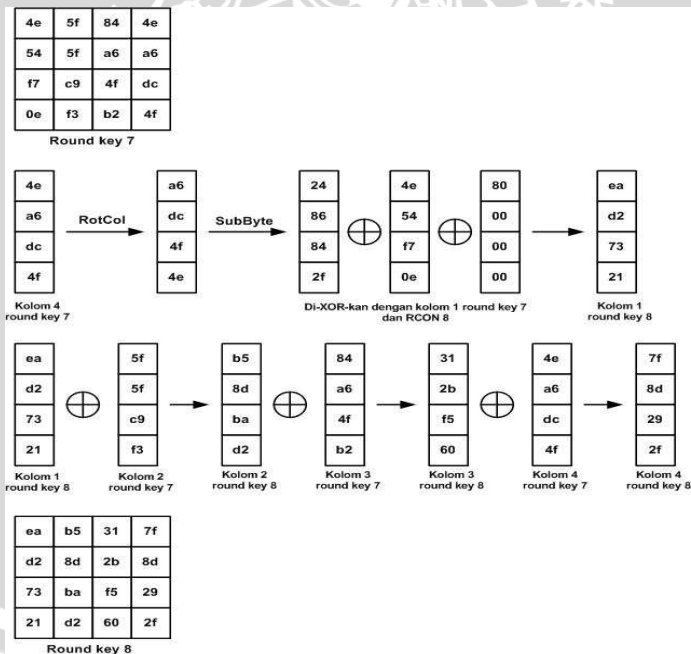 4e 5f 84 4e
54 5f a6 a6
f7 c9 4f dc
0e f3 b2 4f
Round key 7
4e a6 24 4e 80 ea
a6 RotCol dc SubByte 86 54 00 d2
dc 4f 84 f7 00 73
4f 4e 2f 0e 00 21
Kolom 4 Di-XOR-kan dengan kolom 1 round key 7 Kolom 1
round key 7 dan RCON 8 round key 8
ea 5f b5 84 31 4e 7f
d2 5f 8d a6 2b a6 8d
73 c9 ba 4f f5 dc 29
21 f3 d2 b2 60 4f 2f
Kolom 1 Kolom 2 Kolom 2 Kolom 3 Kolom 3 Kolom 4 Kolom 4
round key 8 round key 7 round key 8 round key 7 round key 8 round key 7 round key 8
ea b5 31 7f
d2 8d 2b 8d
73 ba f5 29
21 d2 60 2f
Round key 8